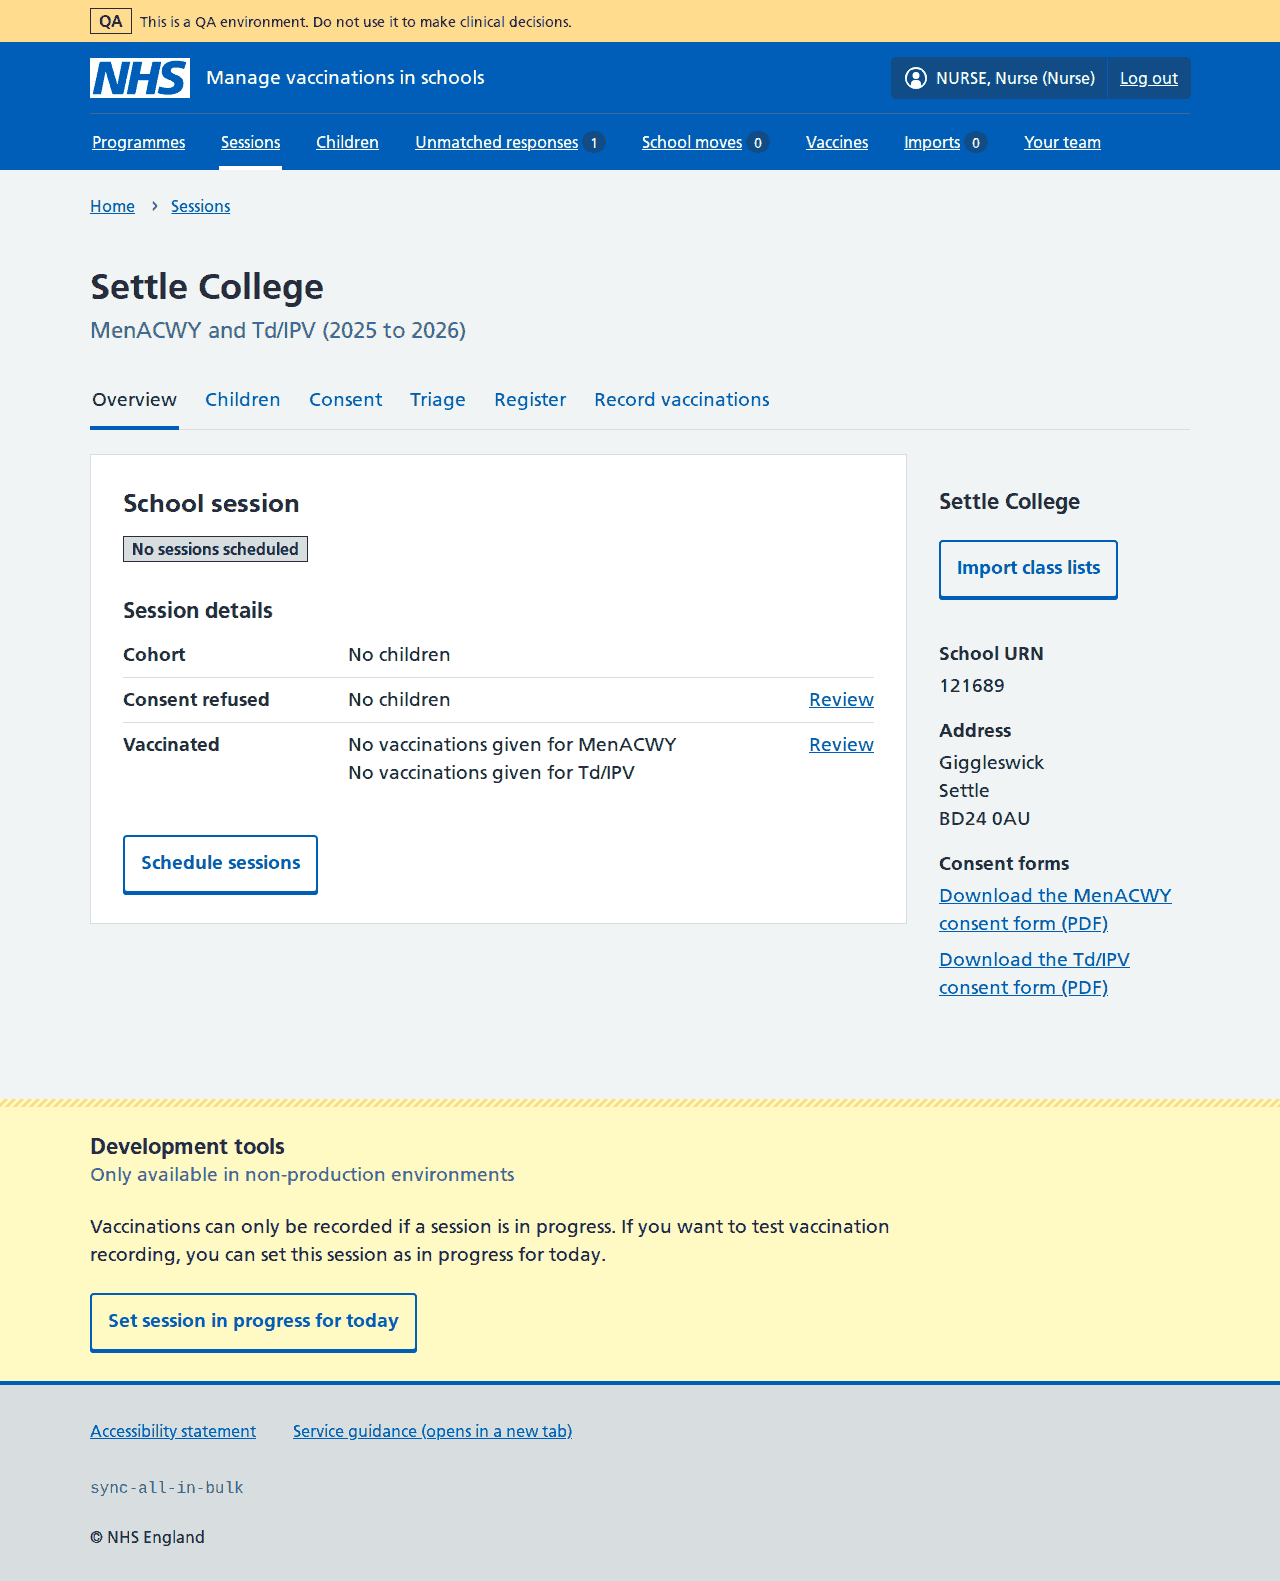 QA This is a QA environment. Do not use it to make clinical decisions.
NHS Manage vaccinations in schools NURSE, Nurse (Nurse) Log out
Programmes Sessions Children Unmatched responses 1 School moves 0 Vaccines Imports 0 Your team
Home › Sessions
Settle College
MenACWY and Td/IPV (2025 to 2026)
Overview Children Consent Triage Register Record vaccinations
School session
No sessions scheduled
Session details
Cohort No children
Consent refused No children Review
Vaccinated No vaccinations given for MenACWY Review
No vaccinations given for Td/IPV
Schedule sessions
Settle College
Import class lists
School URN
121689
Address
Giggleswick
Settle
BD24 0AU
Consent forms
Download the MenACWY
consent form (PDF)
Download the Td/IPV
consent form (PDF)
Development tools
Only available in non-production environments
Vaccinations can only be recorded if a session is in progress. If you want to test vaccination
recording, you can set this session as in progress for today.
Set session in progress for today
Accessibility statement Service guidance (opens in a new tab)
sync-all-in-bulk
© NHS England